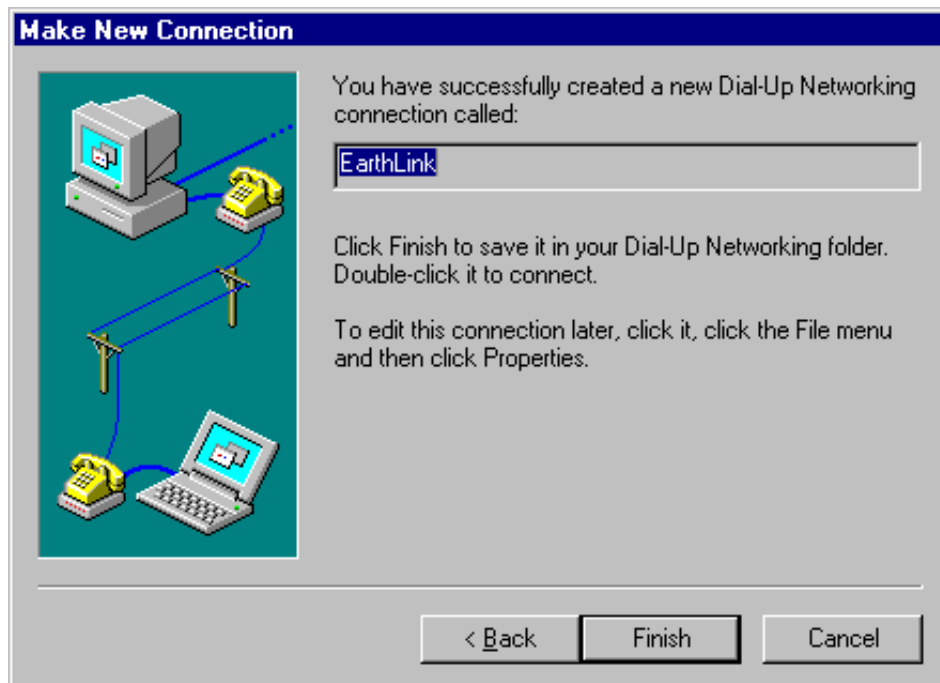 Make New Connection
You have successfully created a new Dial-Up Networking
connection called:
EarthLink
Click Finish to save it in your Dial-Up Networking folder.
Double-click it to connect.
To edit this connection later, click it, click the File menu
and then click Properties.
< Back
Finish
Cancel